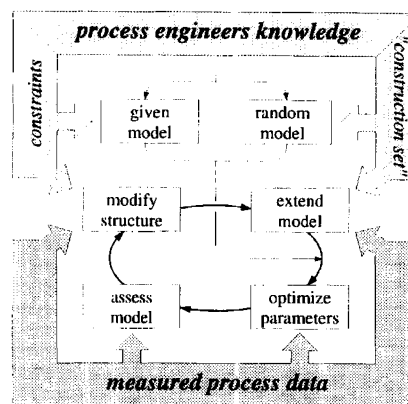 process engineers knowledge
constraints
"construction set"
given
model
random
model
modify
structure
extend
model
assess
model
optimize
parameters
measured process data